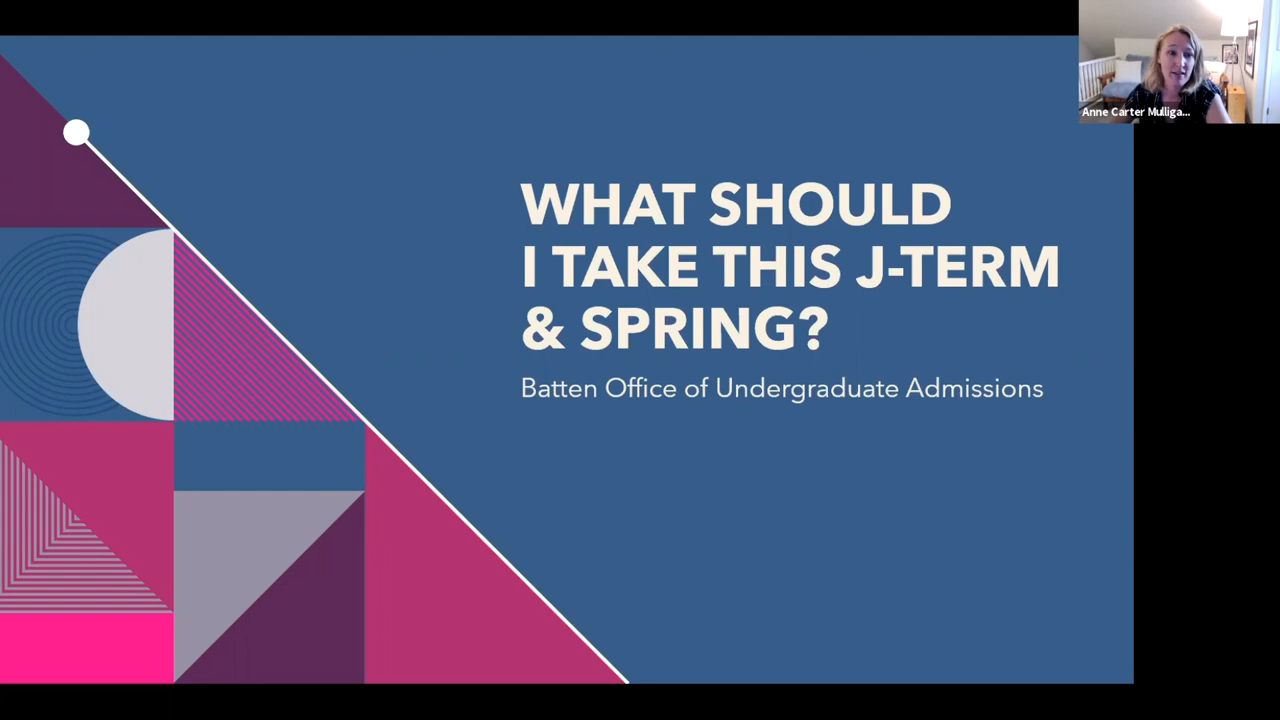 Anne Carter Mulliga...
WHAT SHOULD
I TAKE THIS J-TERM
& SPRING?
Batten Office of Undergraduate Admissions